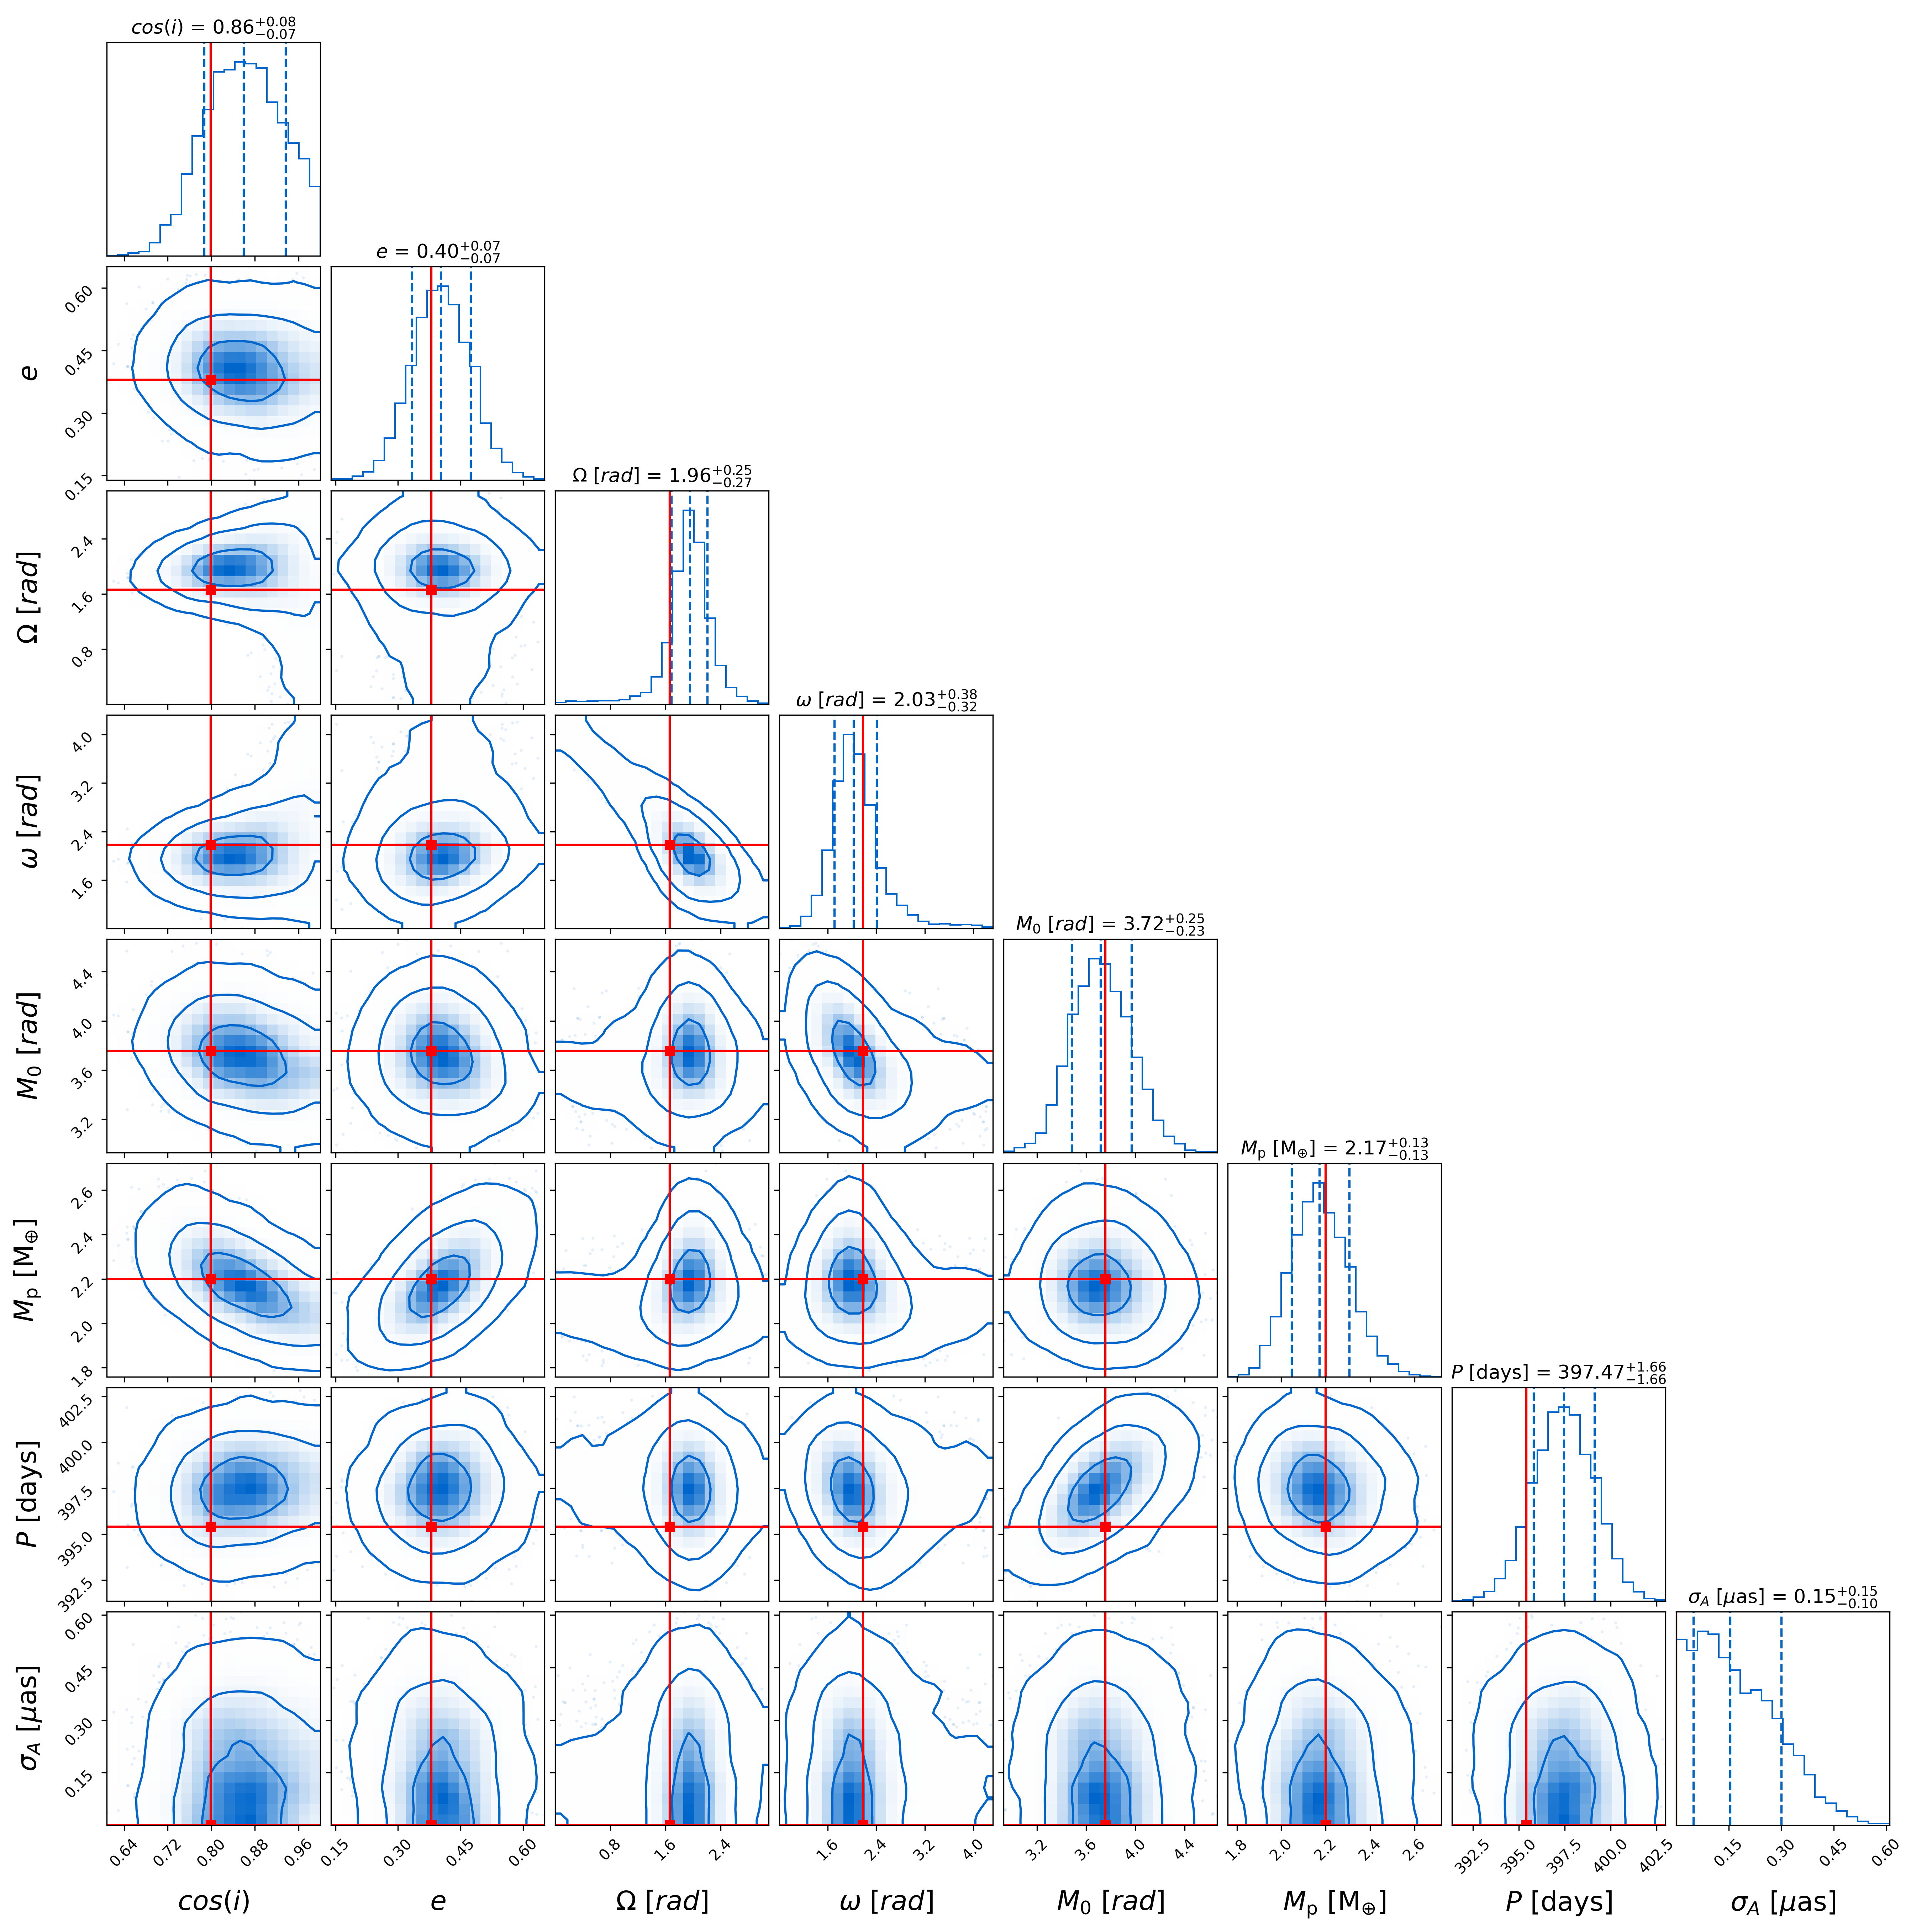 cos(i) = 0.86+0.08 −0.07
e = 0.40+0.07 −0.07
0.60
0.45
0.30
0.15
e
Ω [rad] = 1.96+0.25 −0.27
2.4
1.6
0.8
Ω [rad]
ω [rad] = 2.03+0.38 −0.32
4.0
3.2
2.4
1.6
ω [rad]
M0 [rad] = 3.72+0.25 −0.23
4.4
4.0
3.6
3.2
M0 [rad]
Mp [M⊕] = 2.17+0.13 −0.13
2.6
2.4
2.2
2.0
1.8
Mp [M⊕]
P [days] = 397.47+1.66 −1.66
402.5
400.0
397.5
395.0
392.5
P [days]
σA [μas] = 0.15+0.15 −0.10
0.60
0.45
0.30
0.15
σA [μas]
0.64 0.72 0.80 0.88 0.96 0.15 0.30 0.45 0.60 0.8 1.6 2.4 1.6 2.4 3.2 4.0 3.2 3.6 4.0 4.4 1.8 2.0 2.2 2.4 2.6 392.5 395.0 397.5 400.0 402.5 0.15 0.30 0.45 0.60
cos(i) e Ω [rad] ω [rad] M0 [rad] Mp [M⊕] P [days] σA [μas]